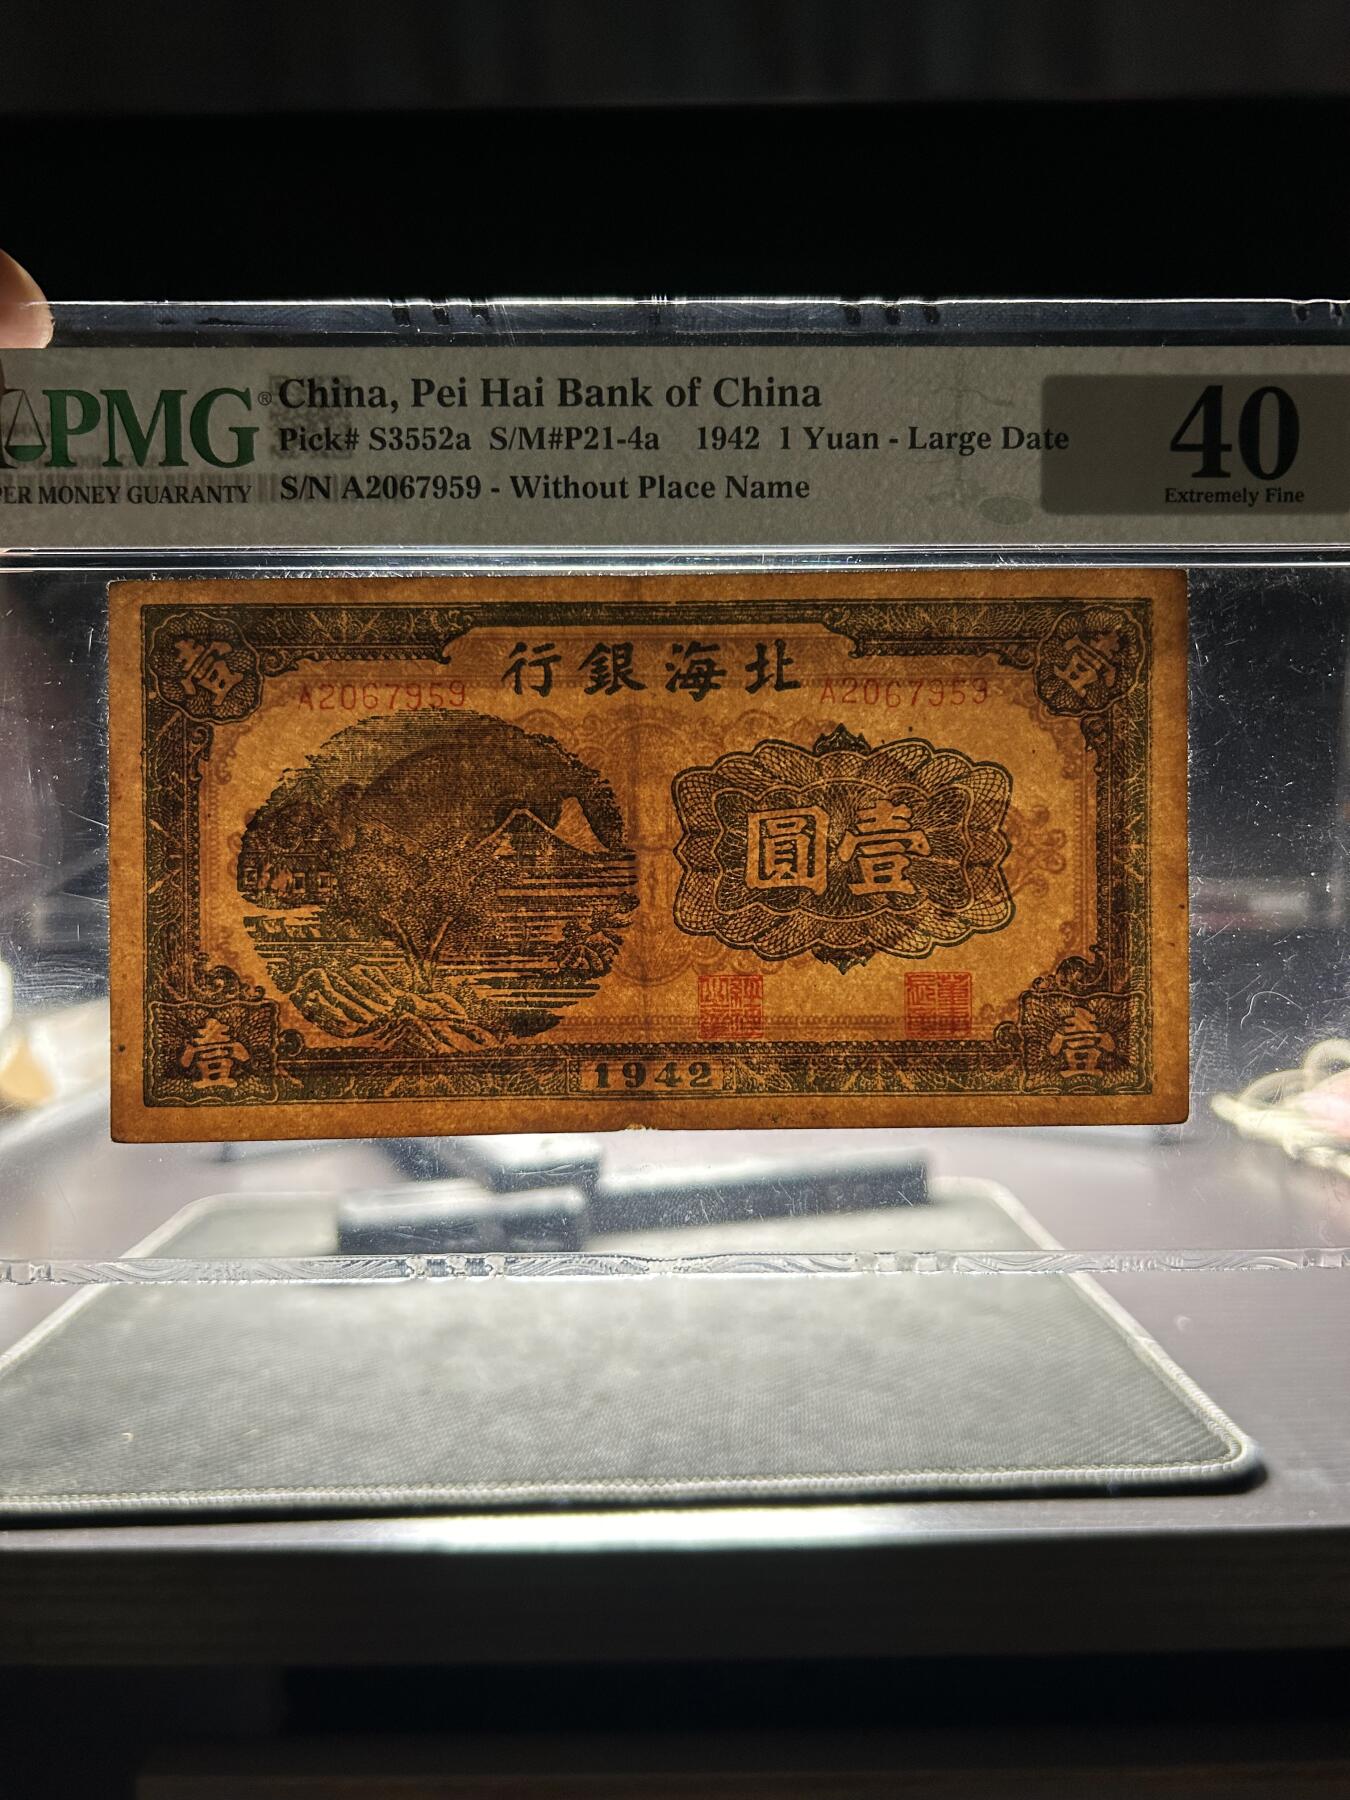 PMG® China, Pei Hai Bank of China
Pick# S3552a S/M#P21-4a 1942 1 Yuan - Large Date
PER MONEY GUARANTY S/N A2067959 - Without Place Name
40
Extremely Fine
壹 壹
行銀海北
A2067959 A2067959
圓壹
壹 壹
1942